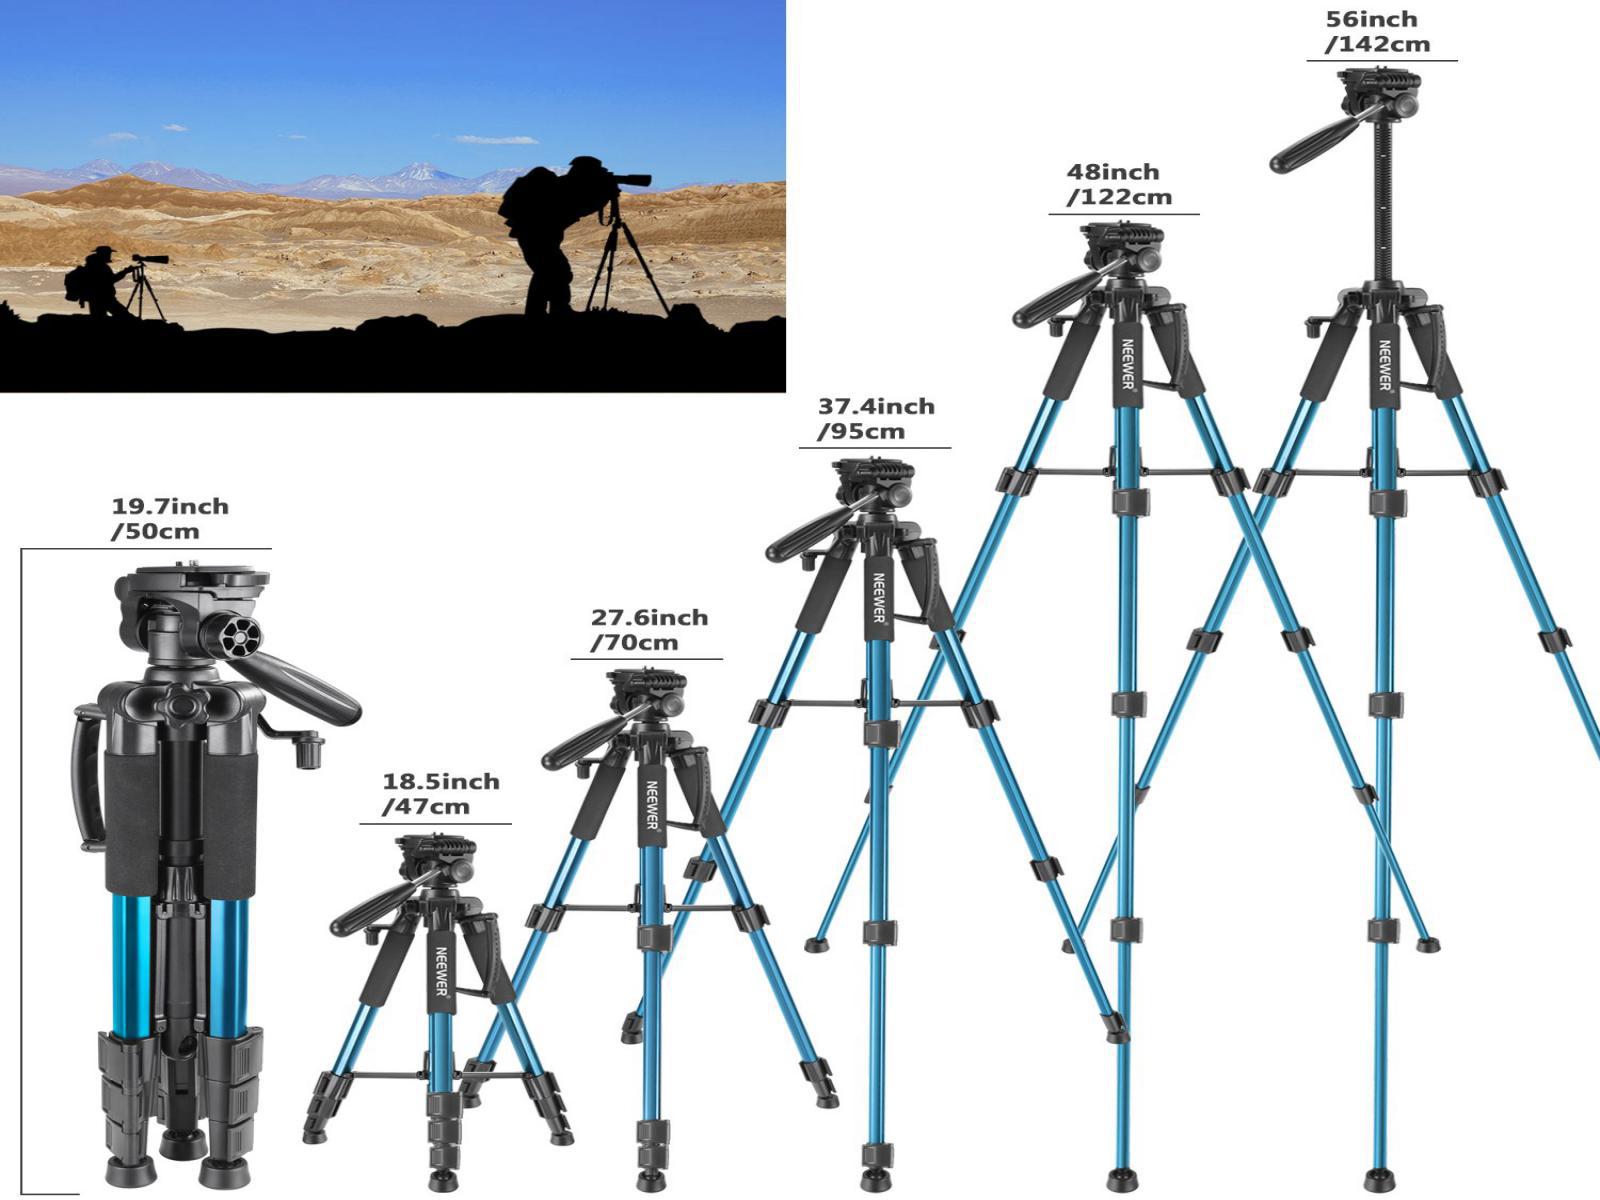 56inch
/142cm
48inch
/122cm
37.4inch
/95cm
19.7inch
/50cm
27.6inch
/70cm
18.5inch
/47cm
NEEWER
NEEWER
NEEWER
NEEWER
NEEWER